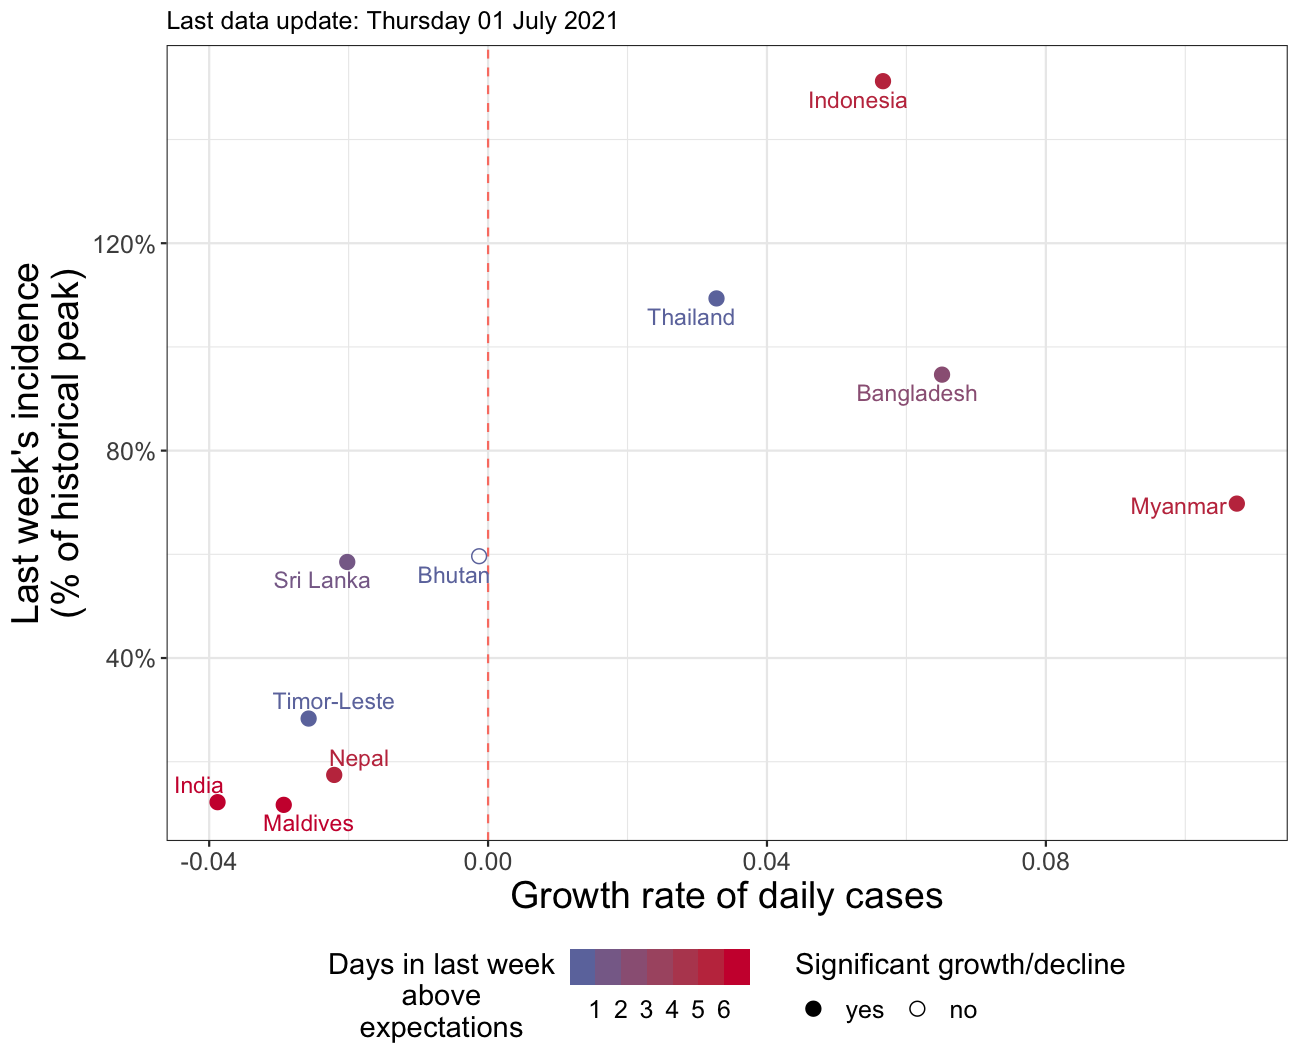 Last data update: Thursday 01 July 2021
Last week's incidence
(% of historical peak)
120%
80%
40%
Indonesia
Thailand
Bangladesh
Myanmar
Bhutan
Sri Lanka
Timor-Leste
Nepal
India
Maldives
-0.04 0.00 0.04 0.08
Growth rate of daily cases
Days in last week
above
expectations
1 2 3 4 5 6
Significant growth/decline
yes no